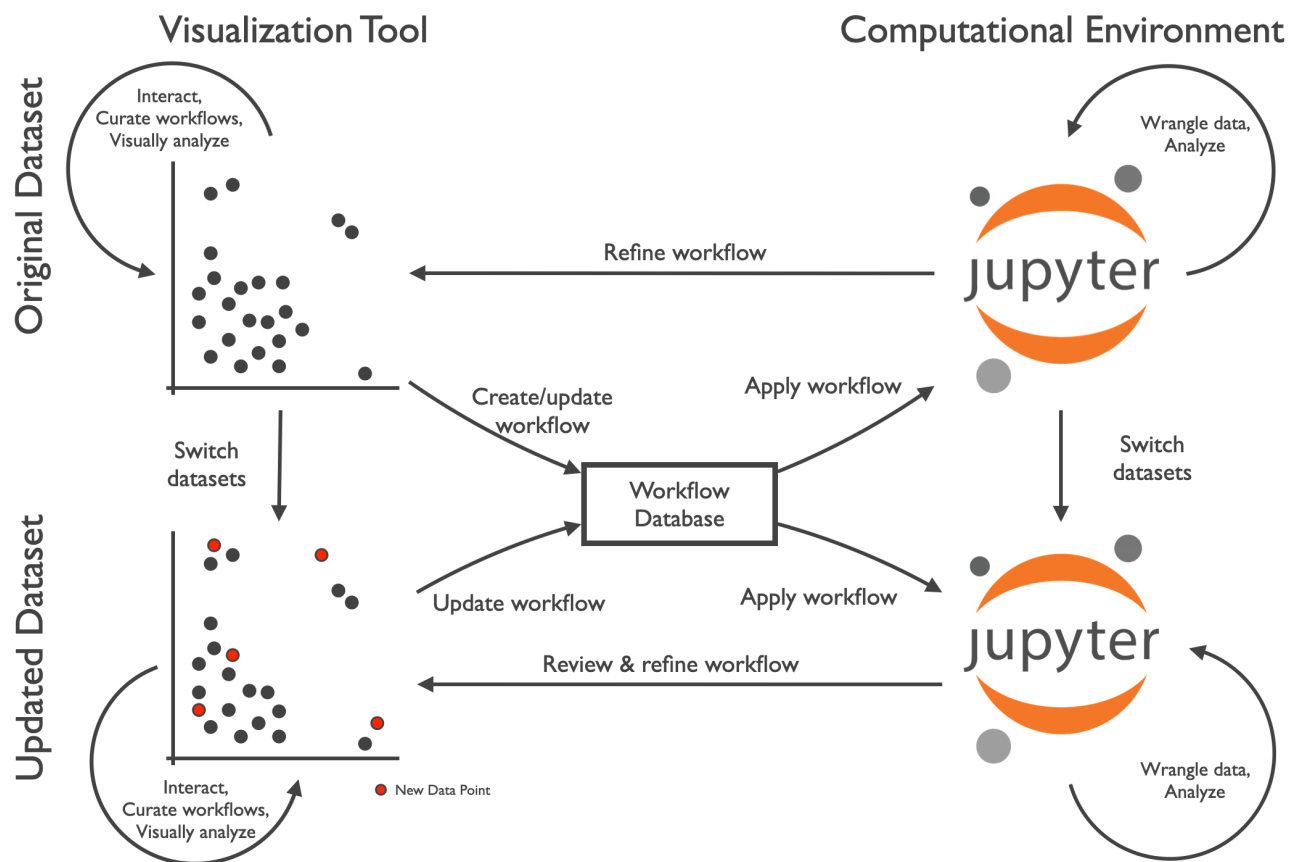 Visualization Tool
Computational Environment
Original Dataset
Interact,
Curate workflows,
Visually analyze
Wrangle data,
Analyze
Refine workflow
jupyter
Create/update
workflow
Apply workflow
Switch
datasets
Workflow
Database
Switch
datasets
Updated Dataset
Update workflow
Apply workflow
jupyter
Review & refine workflow
Interact,
Curate workflows,
Visually analyze
New Data Point
Wrangle data,
Analyze